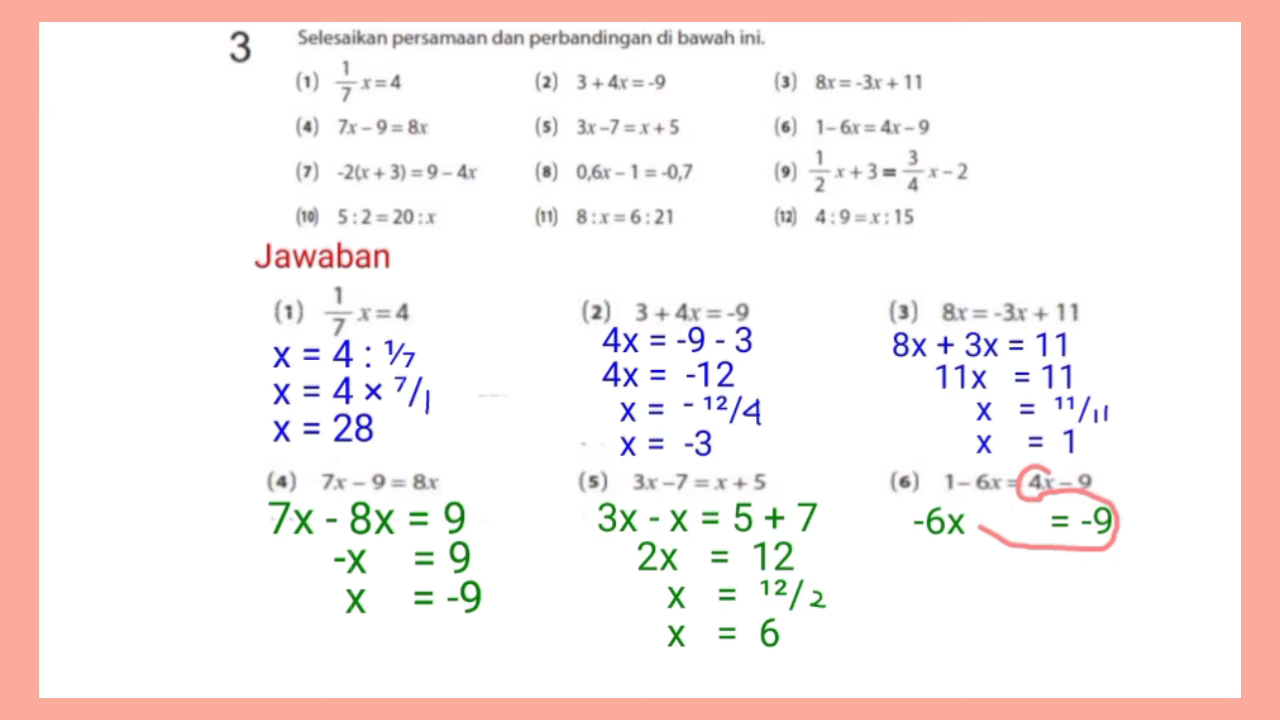 3 Selesaikan persamaan dan perbandingan di bawah ini.
(1) 1/7 x = 4 (2) 3 + 4x = -9 (3) 8x = -3x + 11
(4) 7x – 9 = 8x (5) 3x –7 = x + 5 (6) 1– 6x = 4x – 9
(7) -2(x + 3) = 9 – 4x (8) 0,6x – 1 = -0,7 (9) 1/2 x + 3 = 3/4 x – 2
(10) 5 : 2 = 20 : x (11) 8 : x = 6 : 21 (12) 4 : 9 = x : 15
Jawaban
(1) 1/7 x = 4
x = 4 : ¹/₇
x = 4 × ⁷/1
x = 28
(2) 3 + 4x = -9
4x = -9 - 3
4x = -12
x = - ¹²/4
x = -3
(3) 8x = -3x + 11
8x + 3x = 11
11x = 11
x = ¹¹/11
x = 1
(4) 7x – 9 = 8x
7x - 8x = 9
-x = 9
x = -9
(5) 3x –7 = x + 5
3x - x = 5 + 7
2x = 12
x = ¹²/2
x = 6
(6) 1– 6x = 4x – 9
-6x = -9